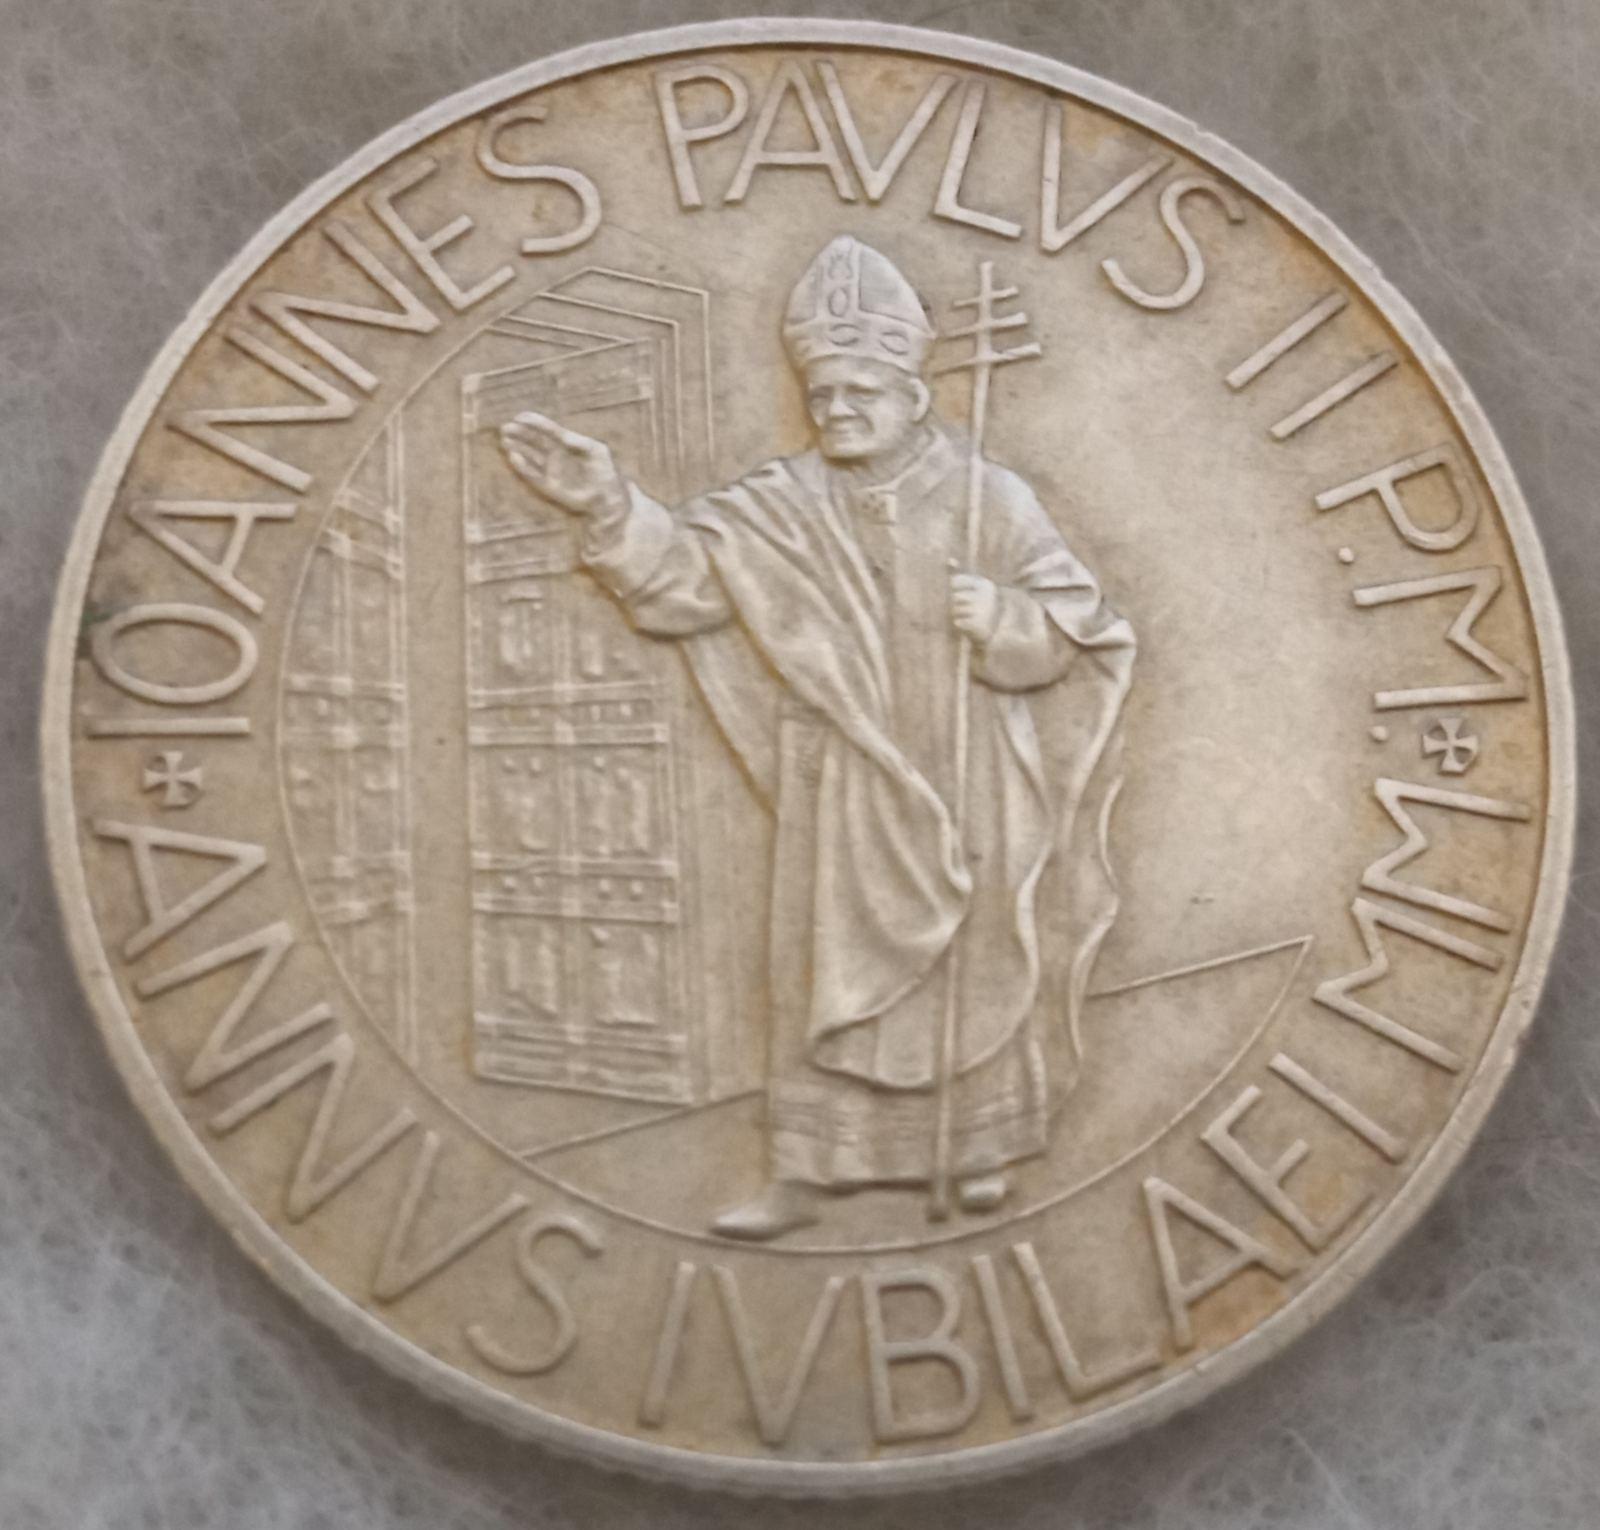 IOANNES PAVLVS II P.M.
ANNVS IVBILAEI MM